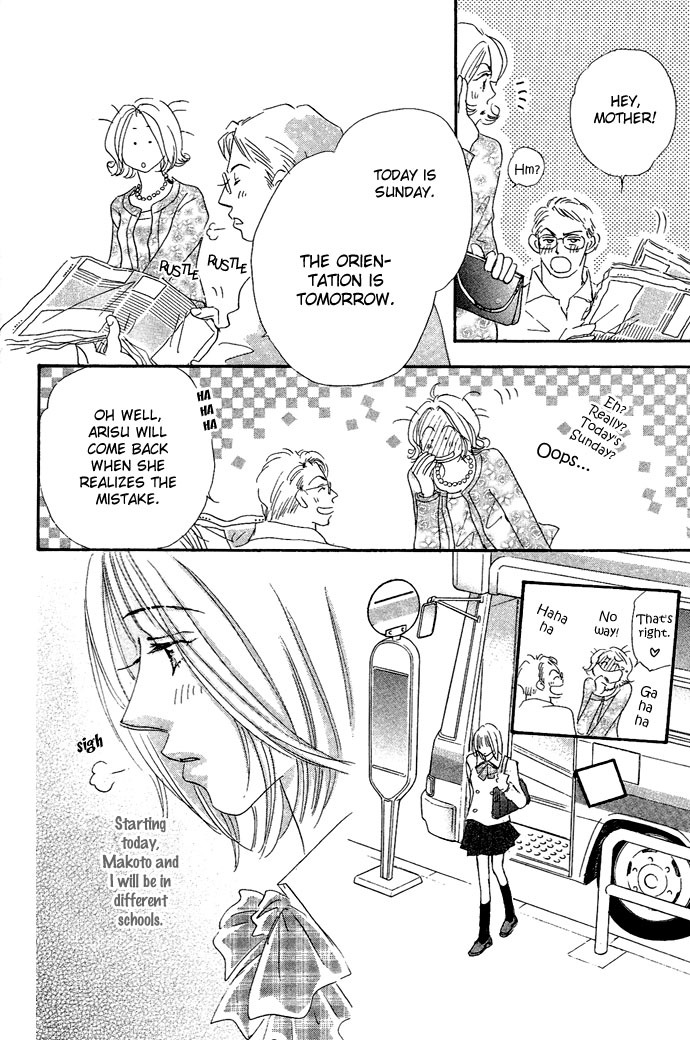 HEY,
MOTHER!
Hm?
TODAY IS
SUNDAY.
THE ORIEN-
TATION IS
TOMORROW.
RUSTLE
RUSTLE
Eh?
Really?
Today's
Sunday?
Oops...
HA
HA
HA
OH WELL,
ARISU WILL
COME BACK
WHEN SHE
REALIZES THE
MISTAKE.
That's
right.
No
way!
Haha
ha
Ga
ha
ha
sigh
Starting
today,
Makoto and
I will be in
different
schools.